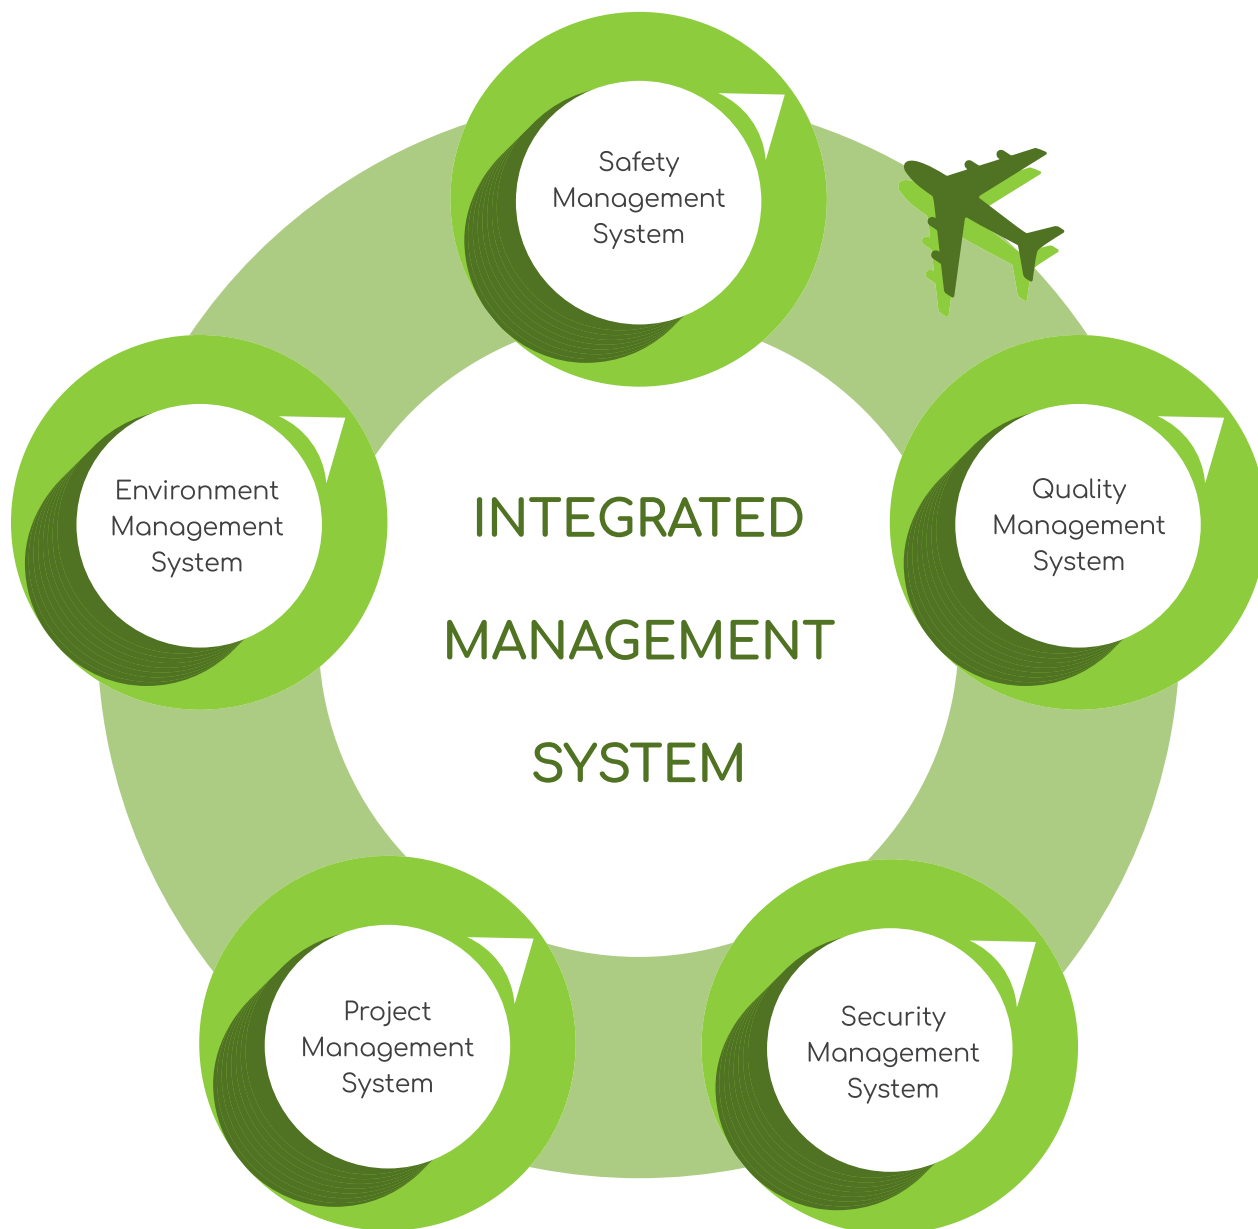 Safety
Management
System
Environment
Management
System
Quality
Management
System
INTEGRATED
MANAGEMENT
SYSTEM
Project
Management
System
Security
Management
System